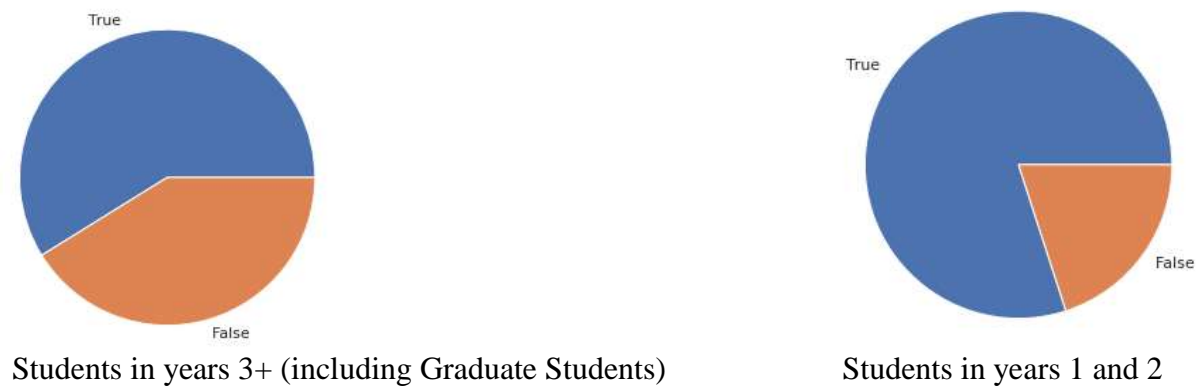 True
False
Students in years 3+ (including Graduate Students)
True
False
Students in years 1 and 2